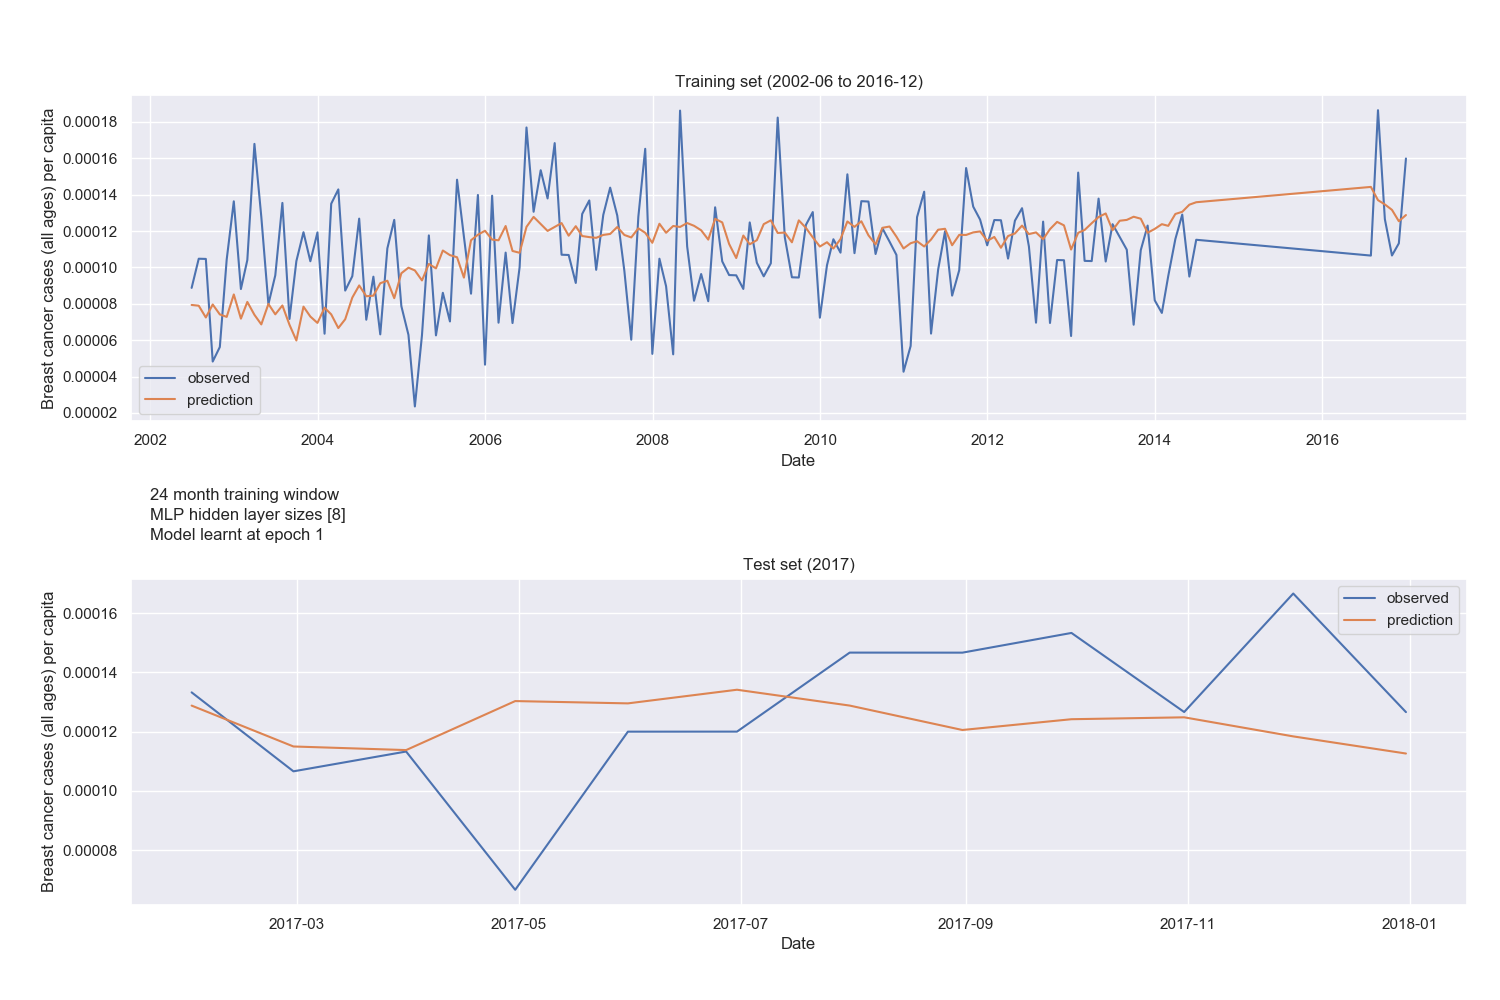 Training set (2002-06 to 2016-12)
Breast cancer cases (all ages) per capita
0.00018
0.00016
0.00014
0.00012
0.00010
0.00008
0.00006
0.00004
0.00002
observed
prediction
2002 2004 2006 2008 2010 2012 2014 2016
Date
24 month training window
MLP hidden layer sizes [8]
Model learnt at epoch 1
Test set (2017)
Breast cancer cases (all ages) per capita
0.00016
0.00014
0.00012
0.00010
0.00008
observed
prediction
2017-03 2017-05 2017-07 2017-09 2017-11 2018-01
Date